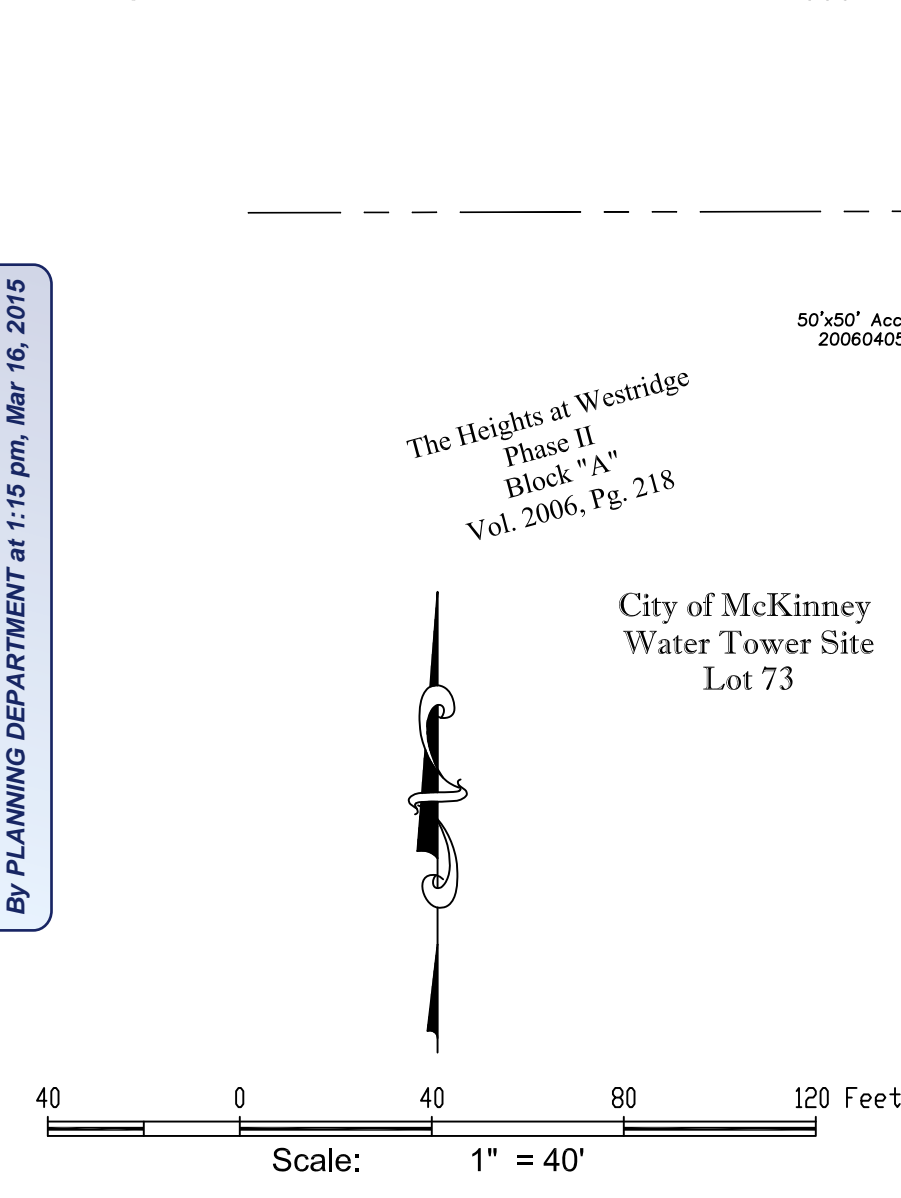 By PLANNING DEPARTMENT at 1:15 pm, Mar 16, 2015
50'x50'
The Heights at Westridge
Phase II
Block "A"
Vol. 2006, Pg. 218
City of McKinney
Water Tower Site
Lot 73
40 0 40 80 120 Feet
Scale: 1" = 40'